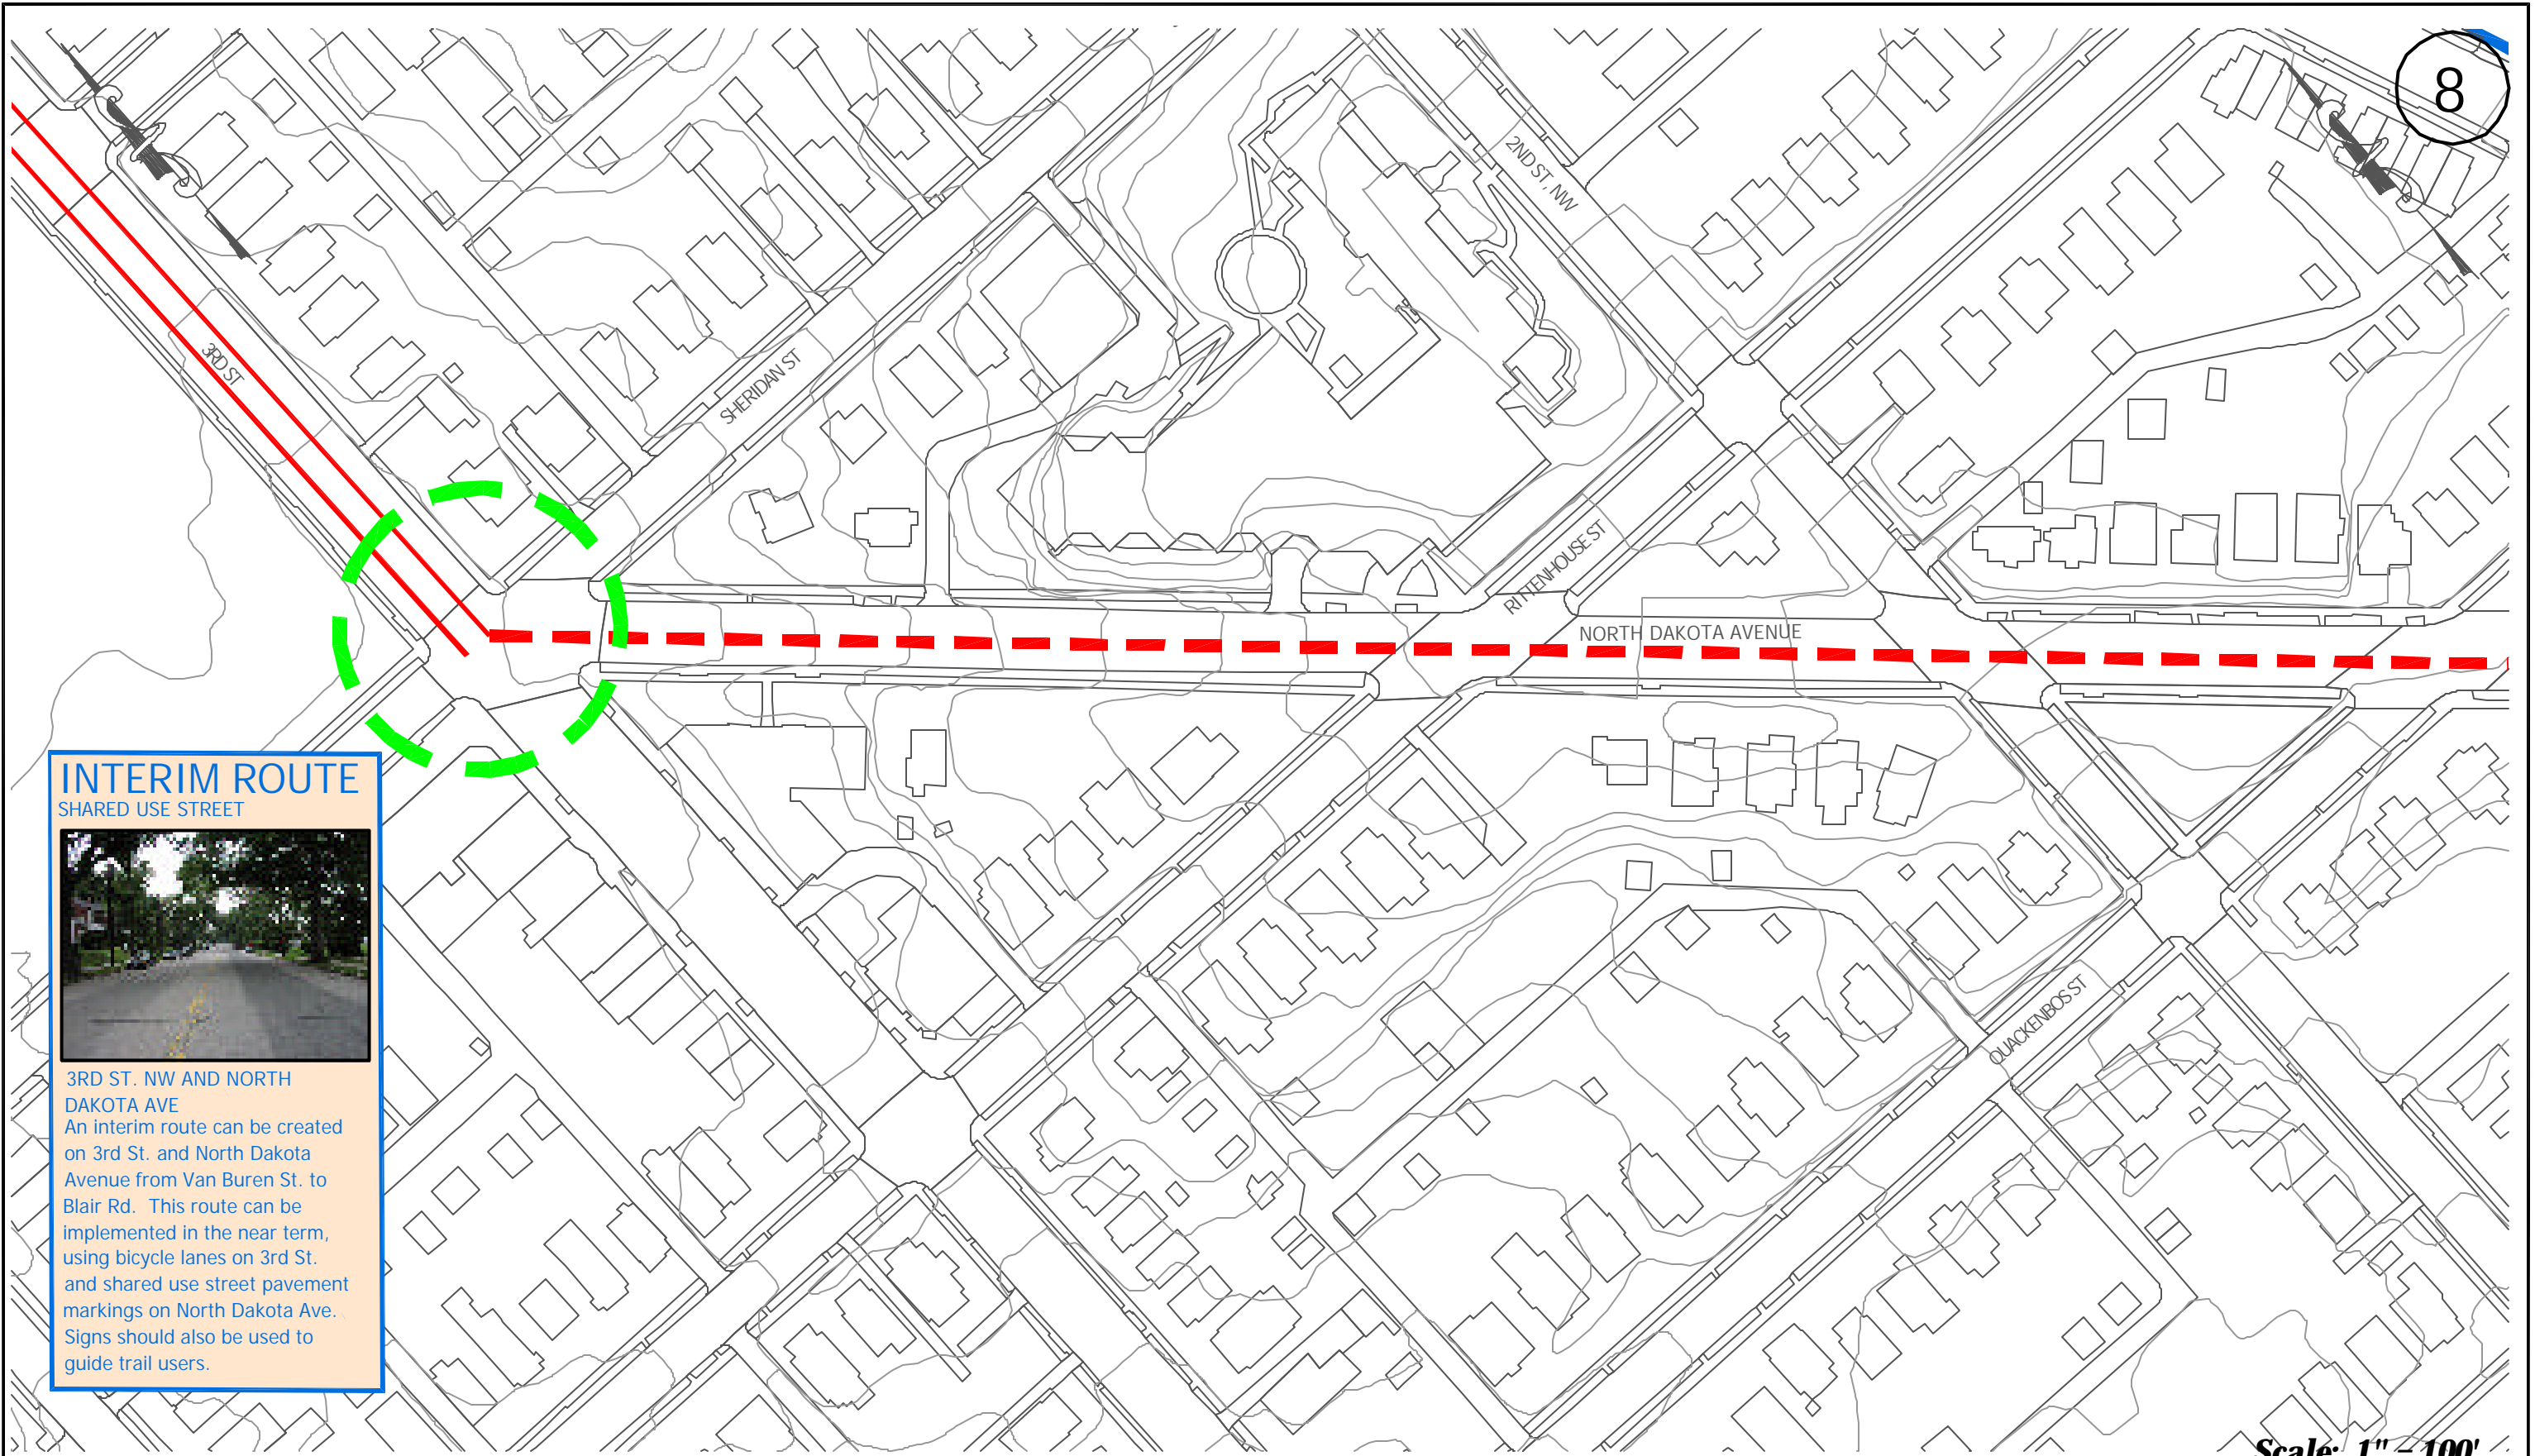 8
2ND ST, NW
3RD ST
SHERIDAN ST
RITTENHOUSE ST
NORTH DAKOTA AVENUE
QUACKENBOS ST
INTERIM ROUTE
SHARED USE STREET
3RD ST. NW AND NORTH
DAKOTA AVE
An interim route can be created
on 3rd St. and North Dakota
Avenue from Van Buren St. to
Blair Rd. This route can be
implemented in the near term,
using bicycle lanes on 3rd St.
and shared use street pavement
markings on North Dakota Ave.
Signs should also be used to
guide trail users.
Scale: 1" = 100'